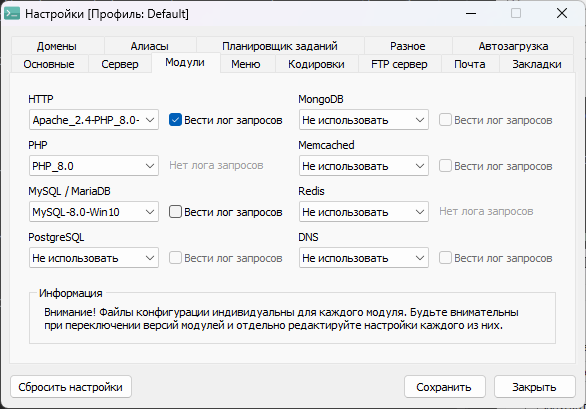 Настройки [Профиль: Default]
Домены Алиасы Планировщик заданий Разное Автозагрузка
Основные Сервер Модули Меню Кодировки FTP сервер Почта Закладки
HTTP
Apache_2.4-PHP_8.0- Вести лог запросов
PHP
PHP_8.0 Нет лога запросов
MySQL / MariaDB
MySQL-8.0-Win10 Вести лог запросов
PostgreSQL
Не использовать Вести лог запросов
MongoDB
Не использовать Вести лог запросов
Memcached
Не использовать Вести лог запросов
Redis
Не использовать Нет лога запросов
DNS
Не использовать Вести лог запросов
Информация
Внимание! Файлы конфигурации индивидуальны для каждого модуля. Будьте внимательны
при переключении версий модулей и отдельно редактируйте настройки каждого из них.
Сбросить настройки Сохранить Закрыть